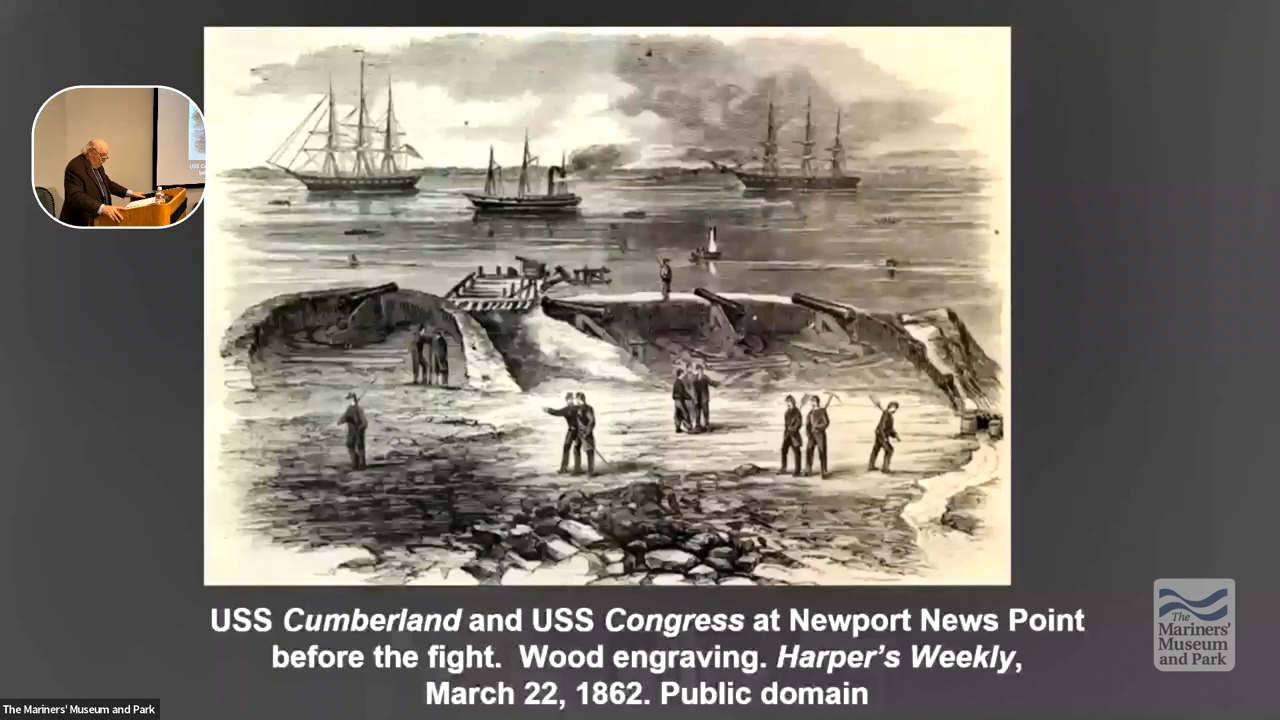 USS Cumberland and USS Congress at Newport News Point
before the fight.  Wood engraving. Harper's Weekly,
March 22, 1862. Public domain
The
Mariners'
Museum
and Park
The Mariners' Museum and Park